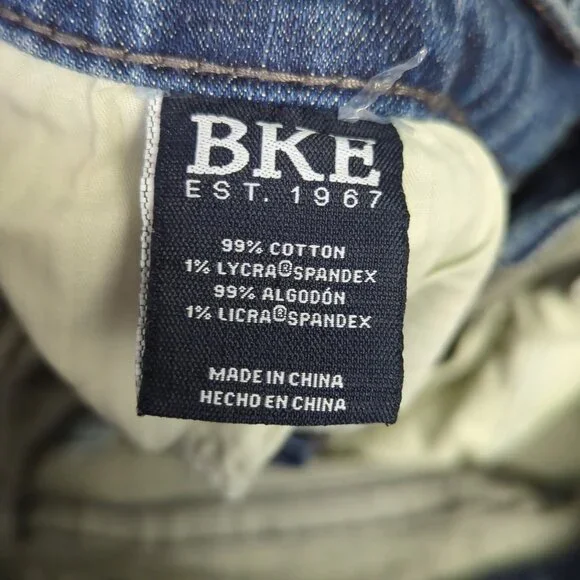 BKE
EST. 1967
99% COTTON
1% LYCRA®SPANDEX
99% ALGODÓN
1% LICRA®SPANDEX
MADE IN CHINA
HECHO EN CHINA